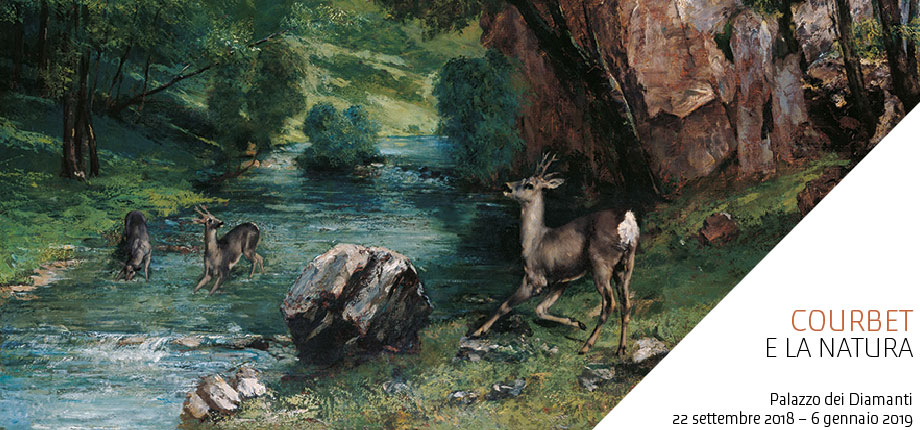 COURBET
E LA NATURA
Palazzo dei Diamanti
22 settembre 2018 – 6 gennaio 2019